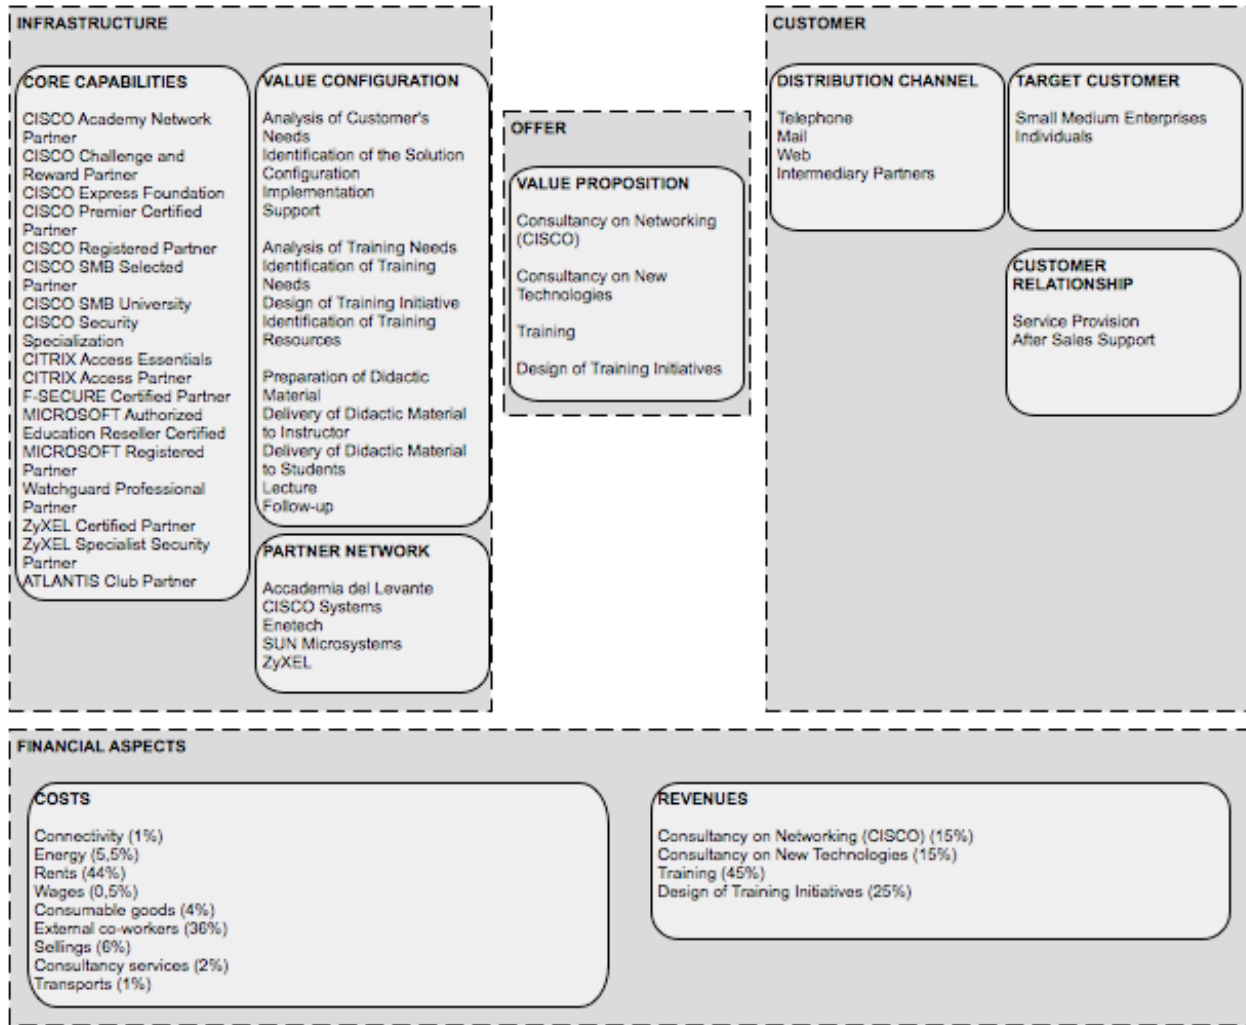 INFRASTRUCTURE
CORE CAPABILITIES
CISCO Academy Network
Partner
CISCO Challenge and
Reward Partner
CISCO Express Foundation
CISCO Premier Certified
Partner
CISCO Registered Partner
CISCO SMB Selected
Partner
CISCO SMB University
CISCO Security
Specialization
CITRIX Access Essentials
CITRIX Access Partner
F-SECURE Certified Partner
MICROSOFT Authorized
Education Reseller Certified
MICROSOFT Registered
Partner
Watchguard Professional
Partner
ZyXEL Certified Partner
ZyXEL Specialist Security
Partner
ATLANTIS Club Partner
VALUE CONFIGURATION
Analysis of Customer's
Needs
Identification of the Solution
Configuration
Implementation
Support
Analysis of Training Needs
Identification of Training
Needs
Design of Training Initiative
Identification of Training
Resources
Preparation of Didactic
Material
Delivery of Didactic Material
to Instructor
Delivery of Didactic Material
to Students
Lecture
Follow-up
PARTNER NETWORK
Accademia del Levante
CISCO Systems
Enetech
SUN Microsystems
ZyXEL
OFFER
VALUE PROPOSITION
Consultancy on Networking
(CISCO)
Consultancy on New
Technologies
Training
Design of Training Initiatives
CUSTOMER
DISTRIBUTION CHANNEL
Telephone
Mail
Web
Intermediary Partners
TARGET CUSTOMER
Small Medium Enterprises
Individuals
CUSTOMER
RELATIONSHIP
Service Provision
After Sales Support
FINANCIAL ASPECTS
COSTS
Connectivity (1%)
Energy (5,5%)
Rents (44%)
Wages (0,5%)
Consumable goods (4%)
External co-workers (36%)
Sellings (6%)
Consultancy services (2%)
Transports (1%)
REVENUES
Consultancy on Networking (CISCO) (15%)
Consultancy on New Technologies (15%)
Training (45%)
Design of Training Initiatives (25%)